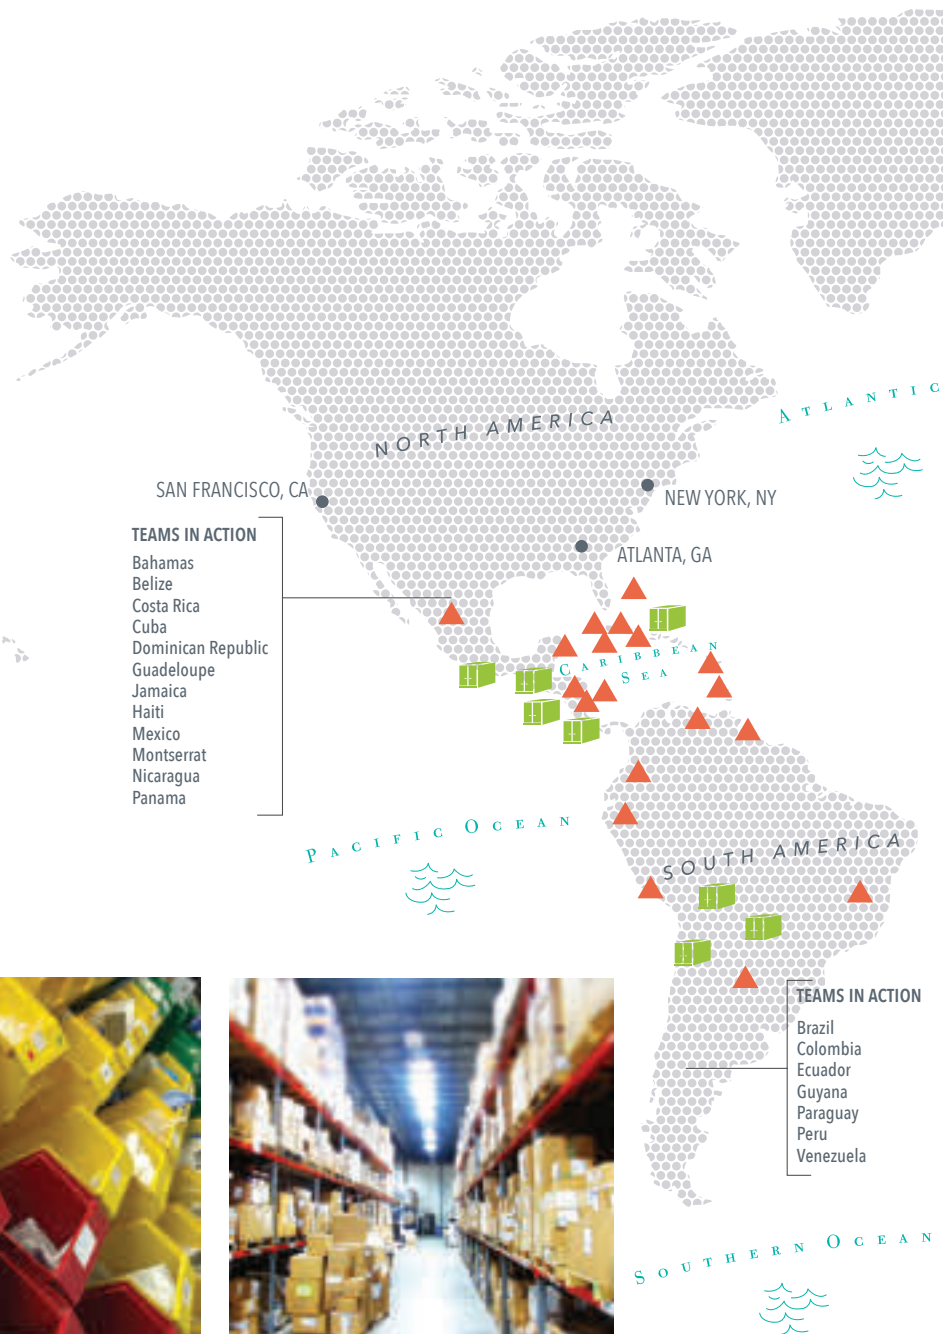 ATLANTIC
NORTH AMERICA
SAN FRANCISCO, CA
NEW YORK, NY
ATLANTA, GA
TEAMS IN ACTION
Bahamas
Belize
Costa Rica
Cuba
Dominican Republic
Guadeloupe
Jamaica
Haiti
Mexico
Montserrat
Nicaragua
Panama
CARIBBEAN
SEA
PACIFIC OCEAN
SOUTH AMERICA
TEAMS IN ACTION
Brazil
Colombia
Ecuador
Guyana
Paraguay
Peru
Venezuela
SOUTHERN OCEAN